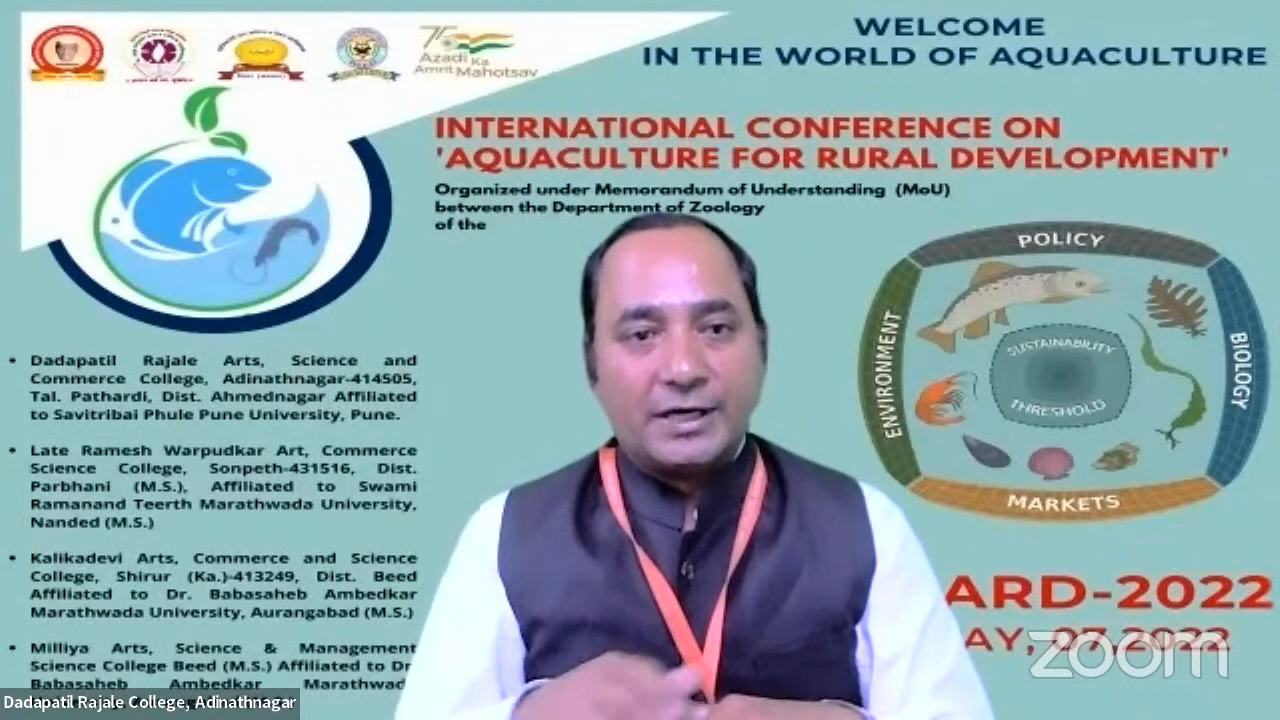 75
Azadi Ka
Amrit Mahotsav
WELCOME
IN THE WORLD OF AQUACULTURE
INTERNATIONAL CONFERENCE ON
'AQUACULTURE FOR RURAL DEVELOPMENT'
Organized under Memorandum of Understanding (MoU)
between the Department of Zoology
of the
• Dadapatil Rajale Arts, Science and
Commerce College, Adinathnagar-414505,
Tal. Pathardi, Dist. Ahmednagar Affiliated
to Savitribai Phule Pune University, Pune.
• Late Ramesh Warpudkar Art, Commerce
Science College, Sonpeth-431516, Dist.
Parbhani (M.S.), Affiliated to Swami
Ramanand Teerth Marathwada University,
Nanded (M.S.)
• Kalikadevi Arts, Commerce and Science
College, Shirur (Ka.)-413249, Dist. Beed
Affiliated to Dr. Babasaheb Ambedkar
Marathwada University, Aurangabad (M.S.)
• Milliya Arts, Science & Management
Science College Beed (M.S.) Affiliated to Dr
Babasaheb Ambedkar Marathwad
POLICY
ENVIRONMENT
BIOLOGY
SUSTAINABILITY
THRESHOLD
MARKETS
ARD-2022
AY, 07,2022
zoom
Dadapatil Rajale College, Adinathnagar